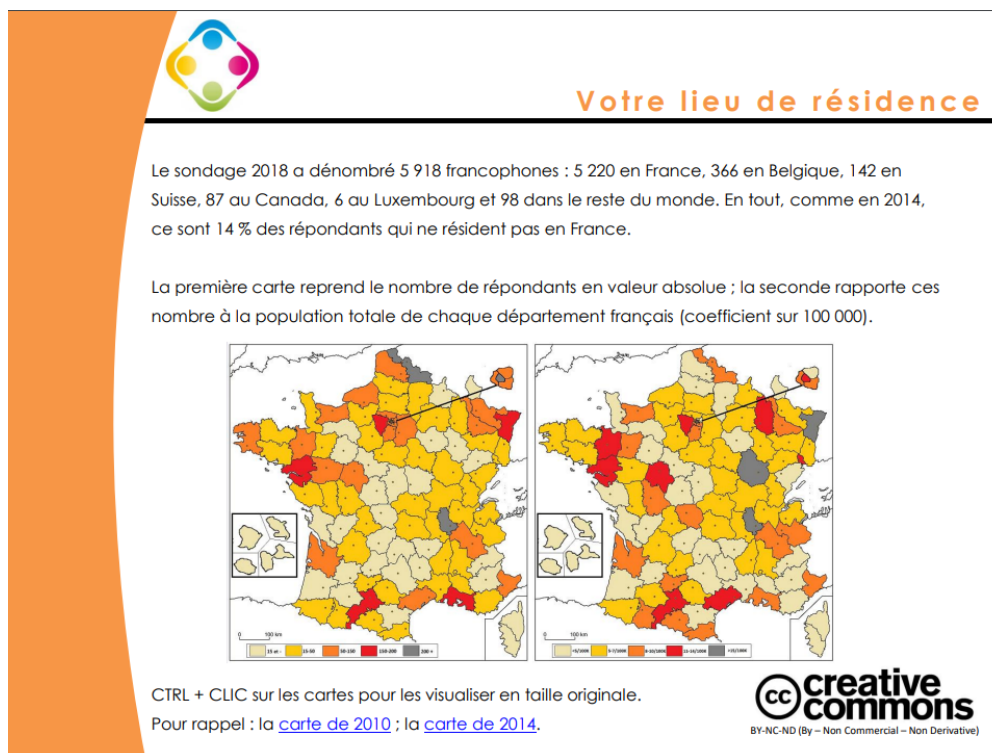 Votre lieu de résidence
Le sondage 2018 a dénombré 5 918 francophones : 5 220 en France, 366 en Belgique, 142 en
Suisse, 87 au Canada, 6 au Luxembourg et 98 dans le reste du monde. En tout, comme en 2014,
ce sont 14 % des répondants qui ne résident pas en France.
La première carte reprend le nombre de répondants en valeur absolue ; la seconde rapporte ces
nombre à la population totale de chaque département français (coefficient sur 100 000).
0 100 km
15 et - 15-50 50-150 150-200 200 +
0 100 km
CTRL + CLIC sur les cartes pour les visualiser en taille originale.
Pour rappel : la carte de 2010 ; la carte de 2014.
cc creative
commons
BY-NC-ND (By – Non Commercial – Non Derivative)